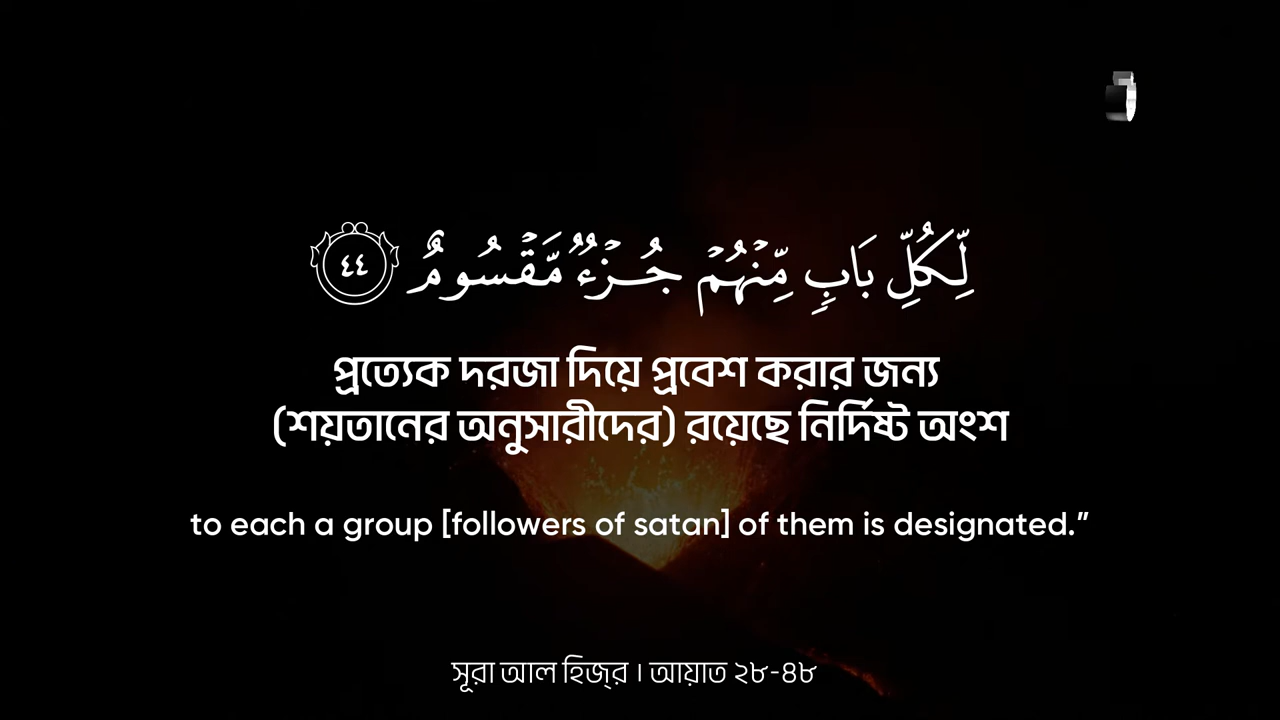 لِّكُلِّ بَابٍ مِّنْهُمْ جُزْءٌ مَّقْسُومٌ ٤٤
প্রত্যেক দরজা দিয়ে প্রবেশ করার জন্য
(শয়তানের অনুসারীদের) রয়েছে নির্দিষ্ট অংশ
to each a group [followers of satan] of them is designated.”
সূরা আল হিজ্‌র । আয়াত ২৮-৪৮